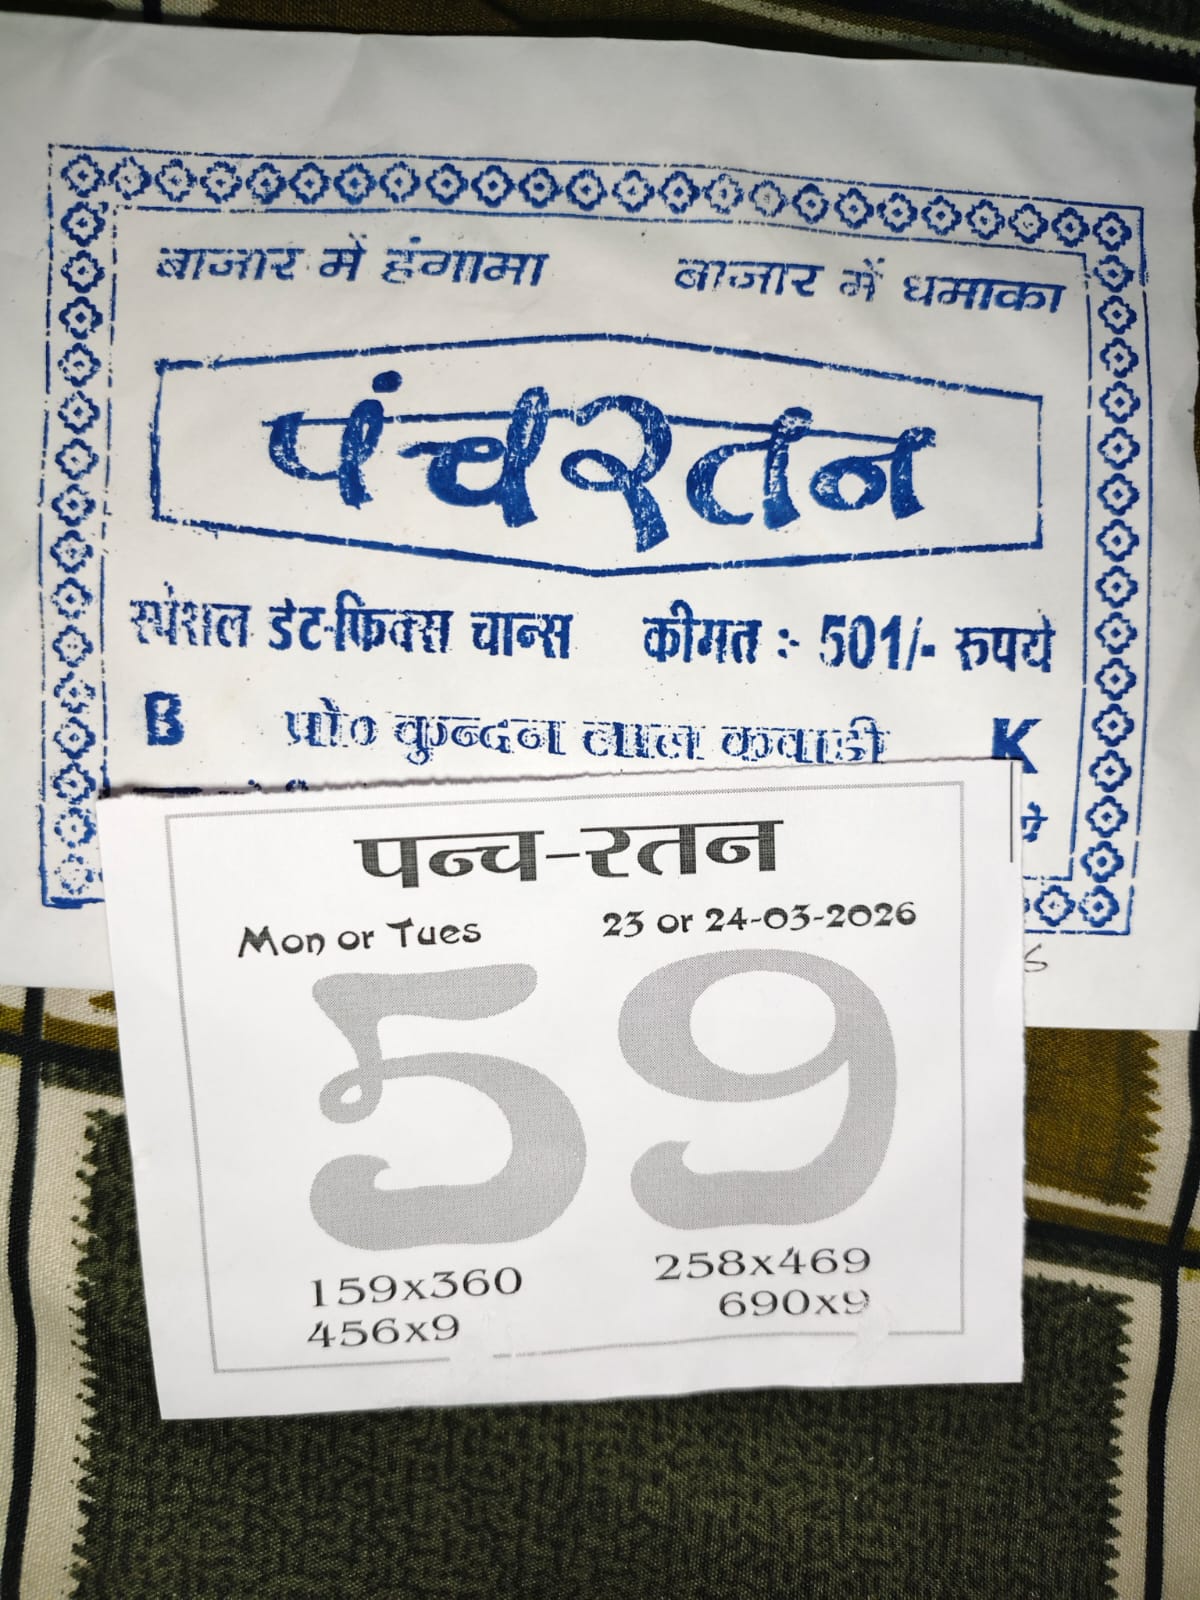 बाजार में हंगामा बाजार में धमाका
पंचरतन
स्पेशल डेट-फिक्स चान्स कीमत :- 501/- रुपये
B प्रो० कुन्दन लाल कवाडी K
पन्च-रतन
Mon or Tues 23 or 24-03-2026
59
159x360 258x469
456x9 690x9